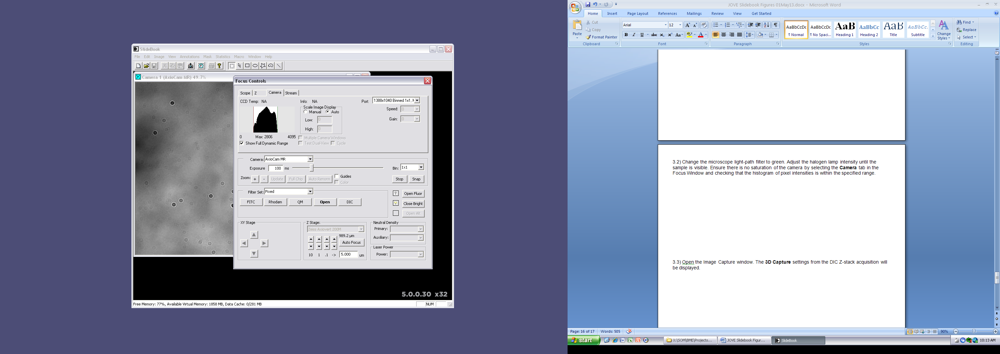 SlideBook
File Edit Image View Annotations Mask Statistics Macro Window Help
Camera 1 (AxioCam MR) 49.7%
Focus Controls
Scope Z Camera Stream
CCD Temp: NA Info: NA Port: 1388x1040 Binned 1x1,
Scale Image Display
Manual Auto
Speed: 0
Low: 0
Gain: 0
High: 0
0 Max: 2806 4095
Multiple Camera Windows
Show Full Dynamic Range
Test Dual-View Cycle
Camera: AxioCam MR
Exposure 100 ms Bin: 1x1
Zoom: + - Update Full Chip Auto Renorm Guides Stop Snap
Color
Filter Set: Fixed
Open Fluor
FITC Rhodam QM Open DIC
Close Bright
Open Alt
XY Stage Z Stage: Neutral Density
Zeiss Axiovert 200M
Primary:
989.2 µm
Auxiliary:
Auto Focus
Laser Power
10 1 .1 -> 5.000 um
Power:
5.0.0.30 x32
Free Memory: 77%, Available Virtual Memory: 1858 MB, Data Cache: 0/281 MB NUM
JOVE Slidebook Figures 01May13.docx - Microsoft Word
Home Insert Page Layout References Mailings Review View Get Started
Paste Cut Copy Format Painter
Clipboard
Arial 12
B I U abc x₂ x² Aa
Font
Paragraph
AaBbCcDc AaBbCcDc AaB AaBbCc AaB AaBbCc.
¶ Normal ¶ No Spaci... Heading 1 Heading 2 Title Subtitle
Change Styles
Styles
Find
Replace
Select
Editing
3.2) Change the microscope light-path filter to green. Adjust the halogen lamp intensity until the
sample is visible. Ensure there is no saturation of the camera by selecting the Camera tab in the
Focus Window and checking that the histogram of pixel intensities is within the specified range.
3.3) Open the Image Capture window. The 3D Capture settings from the DIC Z-stack acquisition will
be displayed.
Page: 16 of 17 Words: 505 90%
start X:\SOM\BME\Projects... JOVE Slidebook Figur... SlideBook 10:13 AM